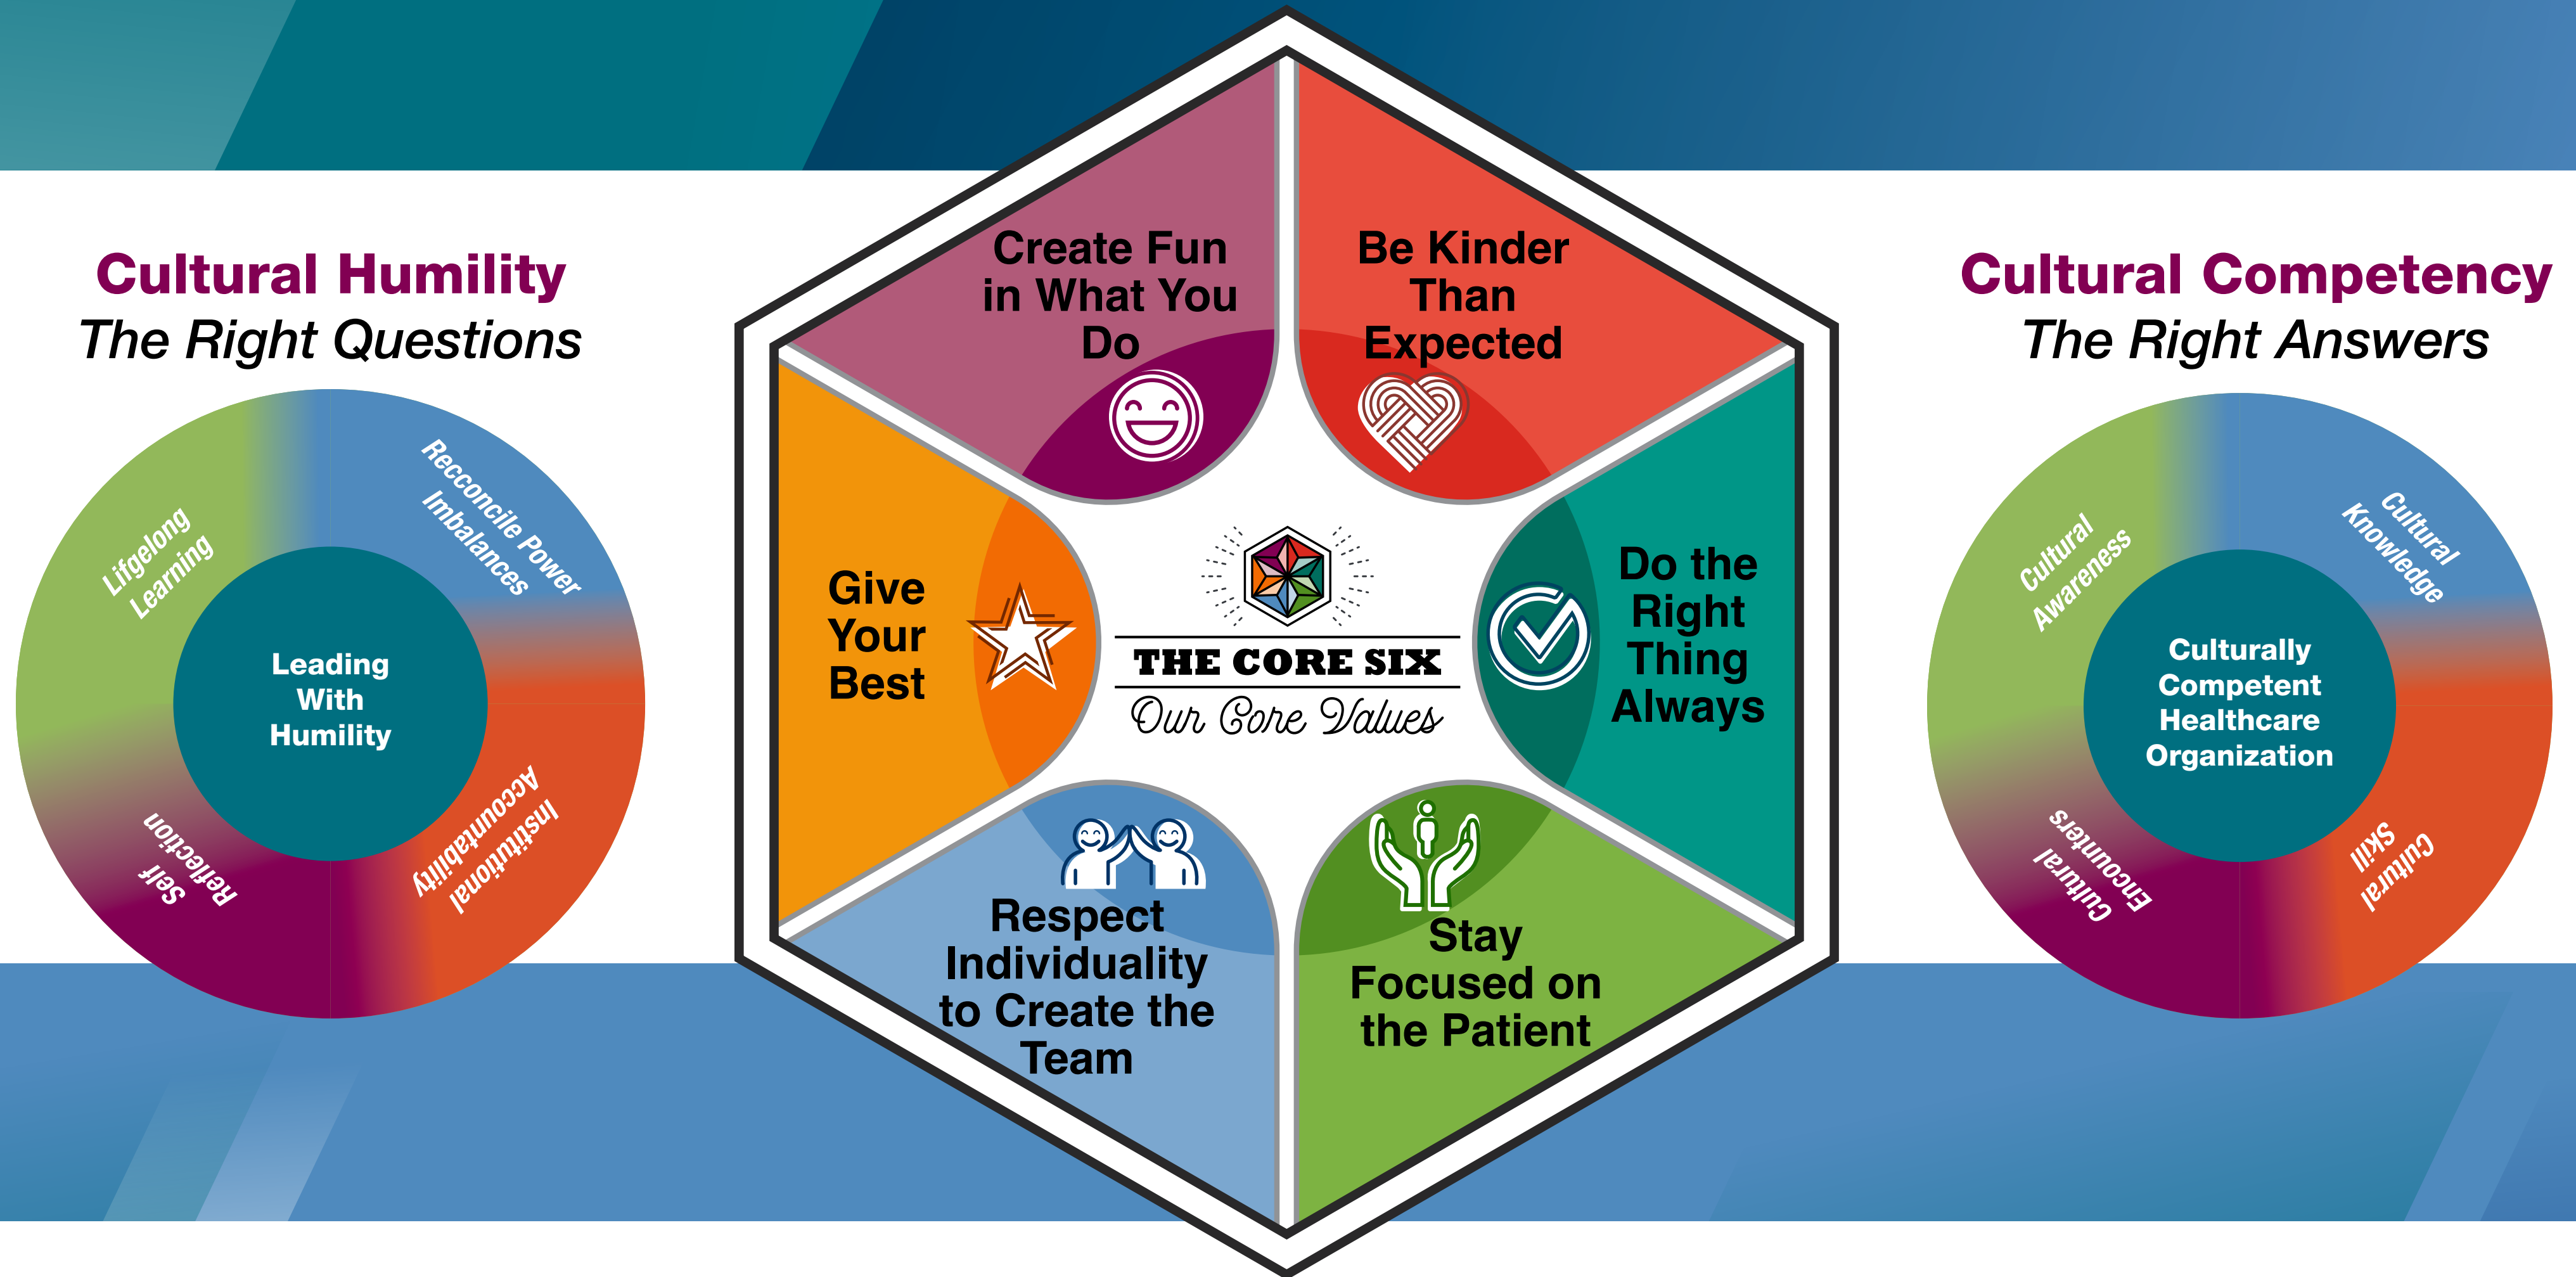 Cultural Humility
The Right Questions
Lifgelong
Learning
Recconcile Power
Imbalances
Leading
With
Humility
Self
Reflection
Institutional
Accountability
Create Fun
in What You
Do
Be Kinder
Than
Expected
Give
Your
Best
THE CORE SIX
Our Core Values
Do the
Right
Thing
Always
Respect
Individuality
to Create the
Team
Stay
Focused on
the Patient
Cultural Competency
The Right Answers
Cultural
Awareness
Cultural
Knowledge
Culturally
Competent
Healthcare
Organization
Cultural
Encounters
Cultural
Skill